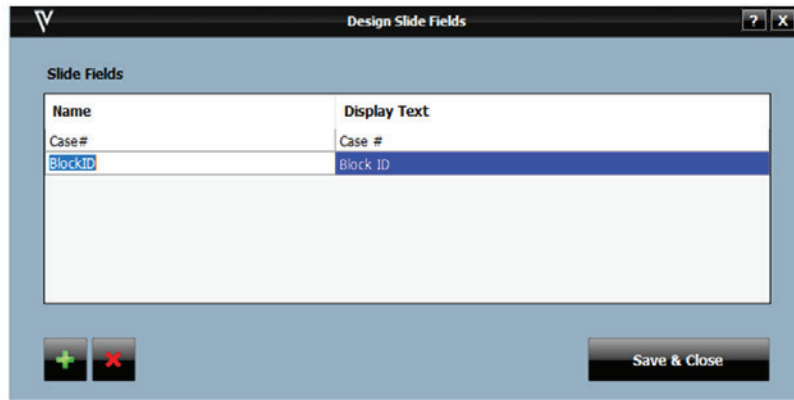 Design Slide Fields ? X
Slide Fields
Name Display Text
Case# Case #
BlockID Block ID
Save & Close